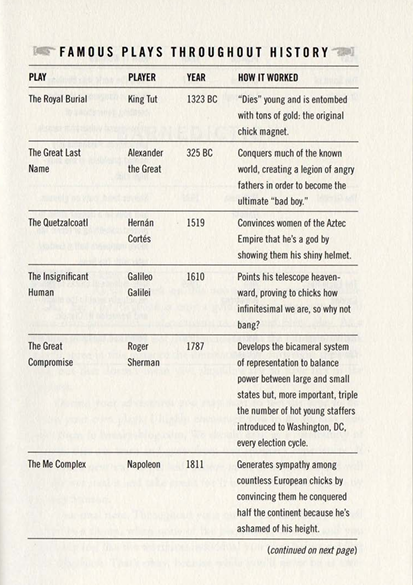 FAMOUS PLAYS THROUGHOUT HISTORY
PLAY PLAYER YEAR HOW IT WORKED
The Royal Burial King Tut 1323 BC "Dies" young and is entombed
with tons of gold: the original
chick magnet.
The Great Last Alexander 325 BC Conquers much of the known
Name the Great world, creating a legion of angry
fathers in order to become the
ultimate "bad boy."
The Quetzalcoatl Hernán 1519 Convinces women of the Aztec
Cortés Empire that he's a god by
showing them his shiny helmet.
The Insignificant Galileo 1610 Points his telescope heaven-
Human Galilei ward, proving to chicks how
infinitesimal we are, so why not
bang?
The Great Roger 1787 Develops the bicameral system
Compromise Sherman of representation to balance
power between large and small
states but, more important, triple
the number of hot young staffers
introduced to Washington, DC,
every election cycle.
The Me Complex Napoleon 1811 Generates sympathy among
countless European chicks by
convincing them he conquered
half the continent because he's
ashamed of his height.
(continued on next page)